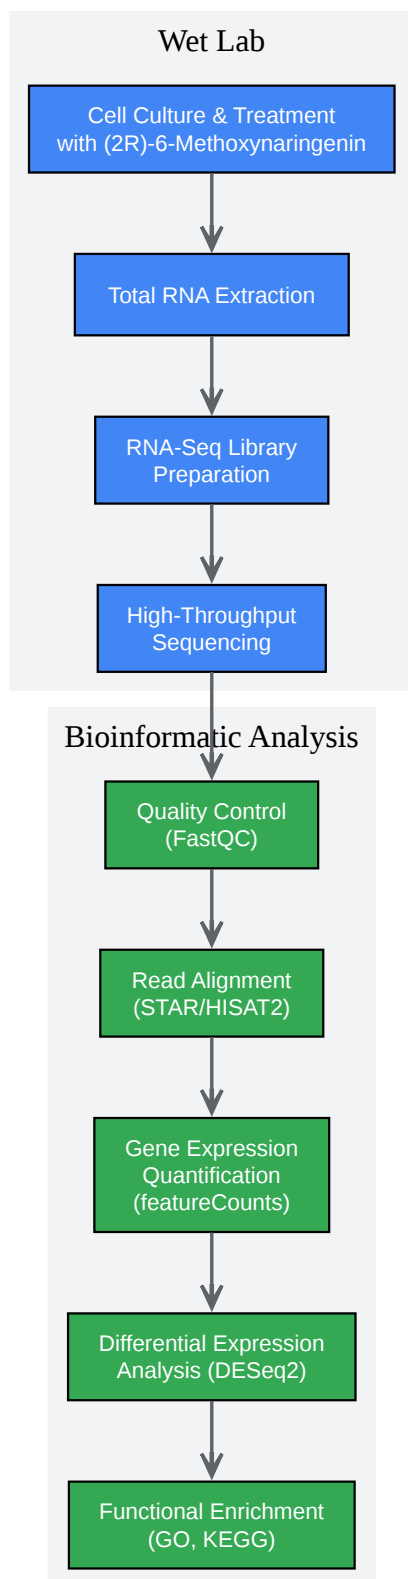 Wet Lab
Cell Culture & Treatment
with (2R)-6-Methoxynaringenin
Total RNA Extraction
RNA-Seq Library
Preparation
High-Throughput
Sequencing
Bioinformatic Analysis
Quality Control
(FastQC)
Read Alignment
(STAR/HISAT2)
Gene Expression
Quantification
(featureCounts)
Differential Expression
Analysis (DESeq2)
Functional Enrichment
(GO, KEGG)